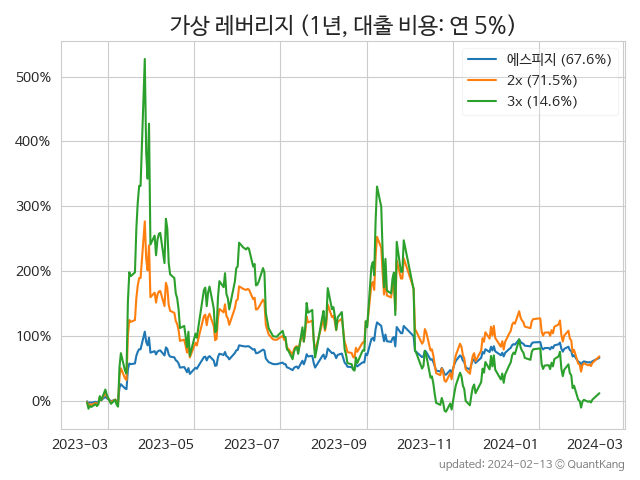 가상 레버리지 (1년, 대출 비용: 연 5%)
에스피지 (67.6%)
2x (71.5%)
3x (14.6%)
500%
400%
300%
200%
100%
0%
2023-03 2023-05 2023-07 2023-09 2023-11 2024-01 2024-03
updated: 2024-02-13 © QuantKang